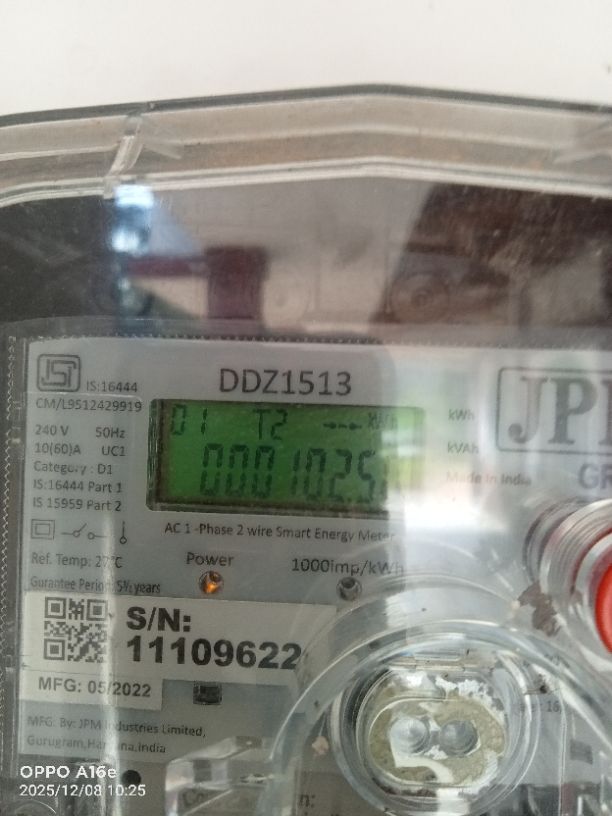 IS:16444
CM/L9512429919
DDZ1513
JPM
240 V 50Hz
10(60)A UC1
Category : D1
IS:16444 Part 1
IS 15959 Part 2
01 T2 kWh
kWh
kVAh
Made in India
AC 1 -Phase 2 wire Smart Energy Meter
Ref. Temp: 27°C
Gurantee Period: 5½ years
Power
1000imp/kWh
S/N:
11109622
MFG: 05/2022
MFG. By: JPM Industries Limited,
Gurugram,Haryana,india
OPPO A16e
2025/12/08 10:25